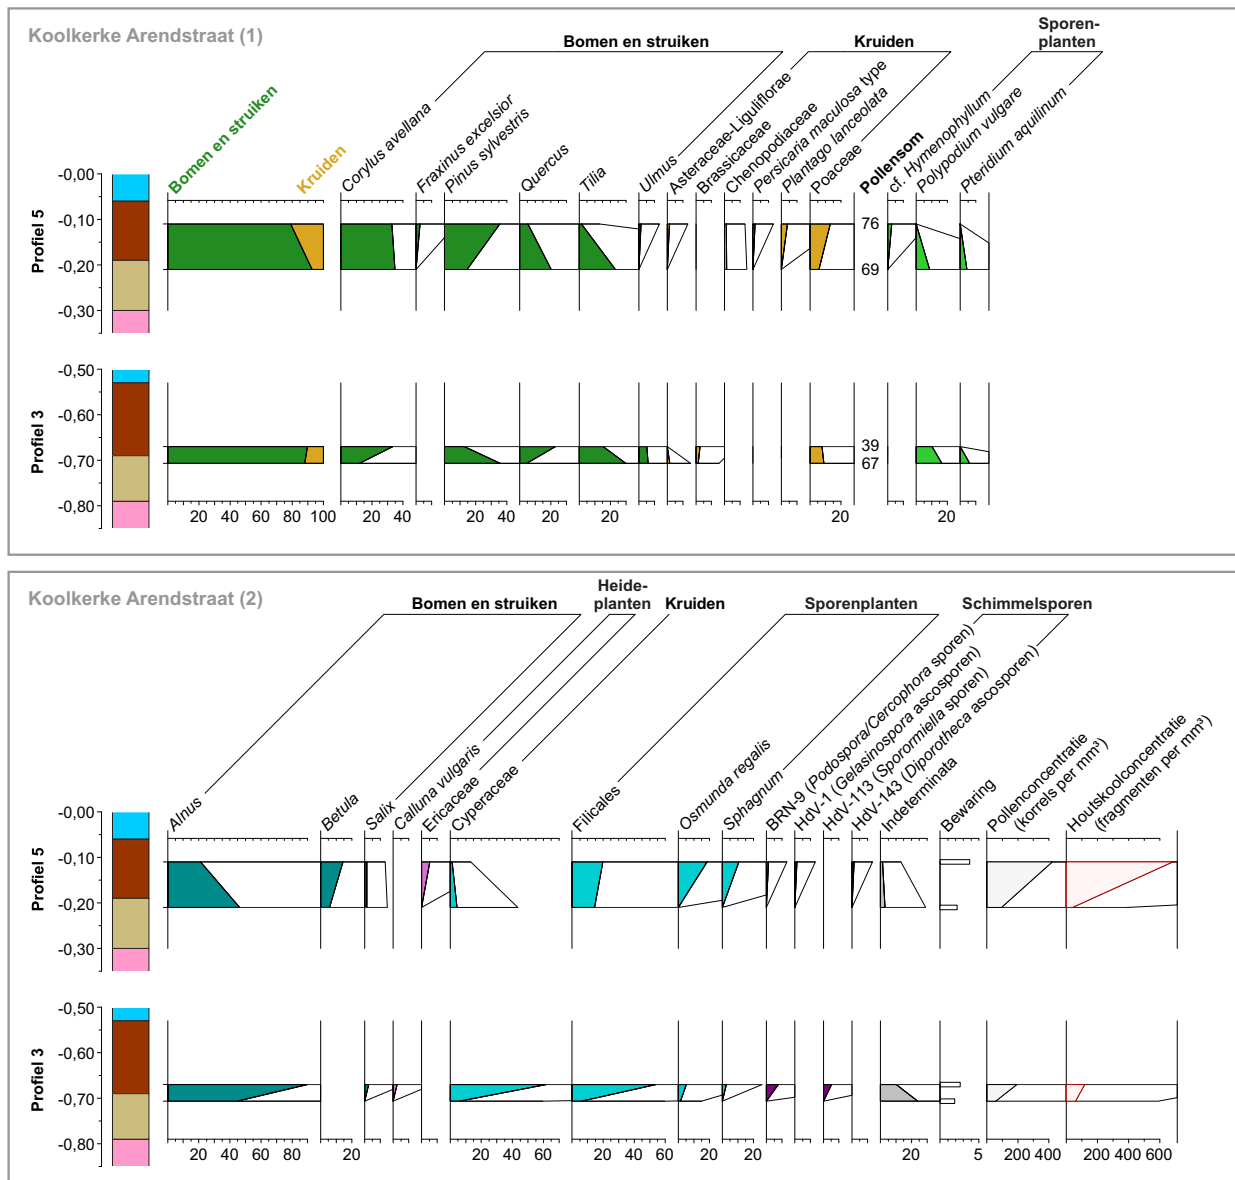 Koolkerke Arendstraat (1)
Bomen en struiken
Kruiden
Sporen-
planten
Bomen en struiken
Kruiden
Corylus avellana
Fraxinus excelsior
Pinus sylvestris
Quercus
Tilia
Ulmus
Asteraceae-Liguliflorae
Brassicaceae
Chenopodiaceae
Persicaria maculosa type
Plantago lanceolata
Poaceae
Pollensom
cf. Hymenophyllum
Polypodium vulgare
Pteridium aquilinum
Profiel 5
-0,00
-0,10
-0,20
-0,30
76
69
Profiel 3
-0,50
-0,60
-0,70
-0,80
39
67
20 40 60 80 100 20 40 20 40 20 20 20 20
Koolkerke Arendstraat (2)
Bomen en struiken
Heide-
planten
Kruiden
Sporenplanten
Schimmelsporen
Alnus
Betula
Salix
Calluna vulgaris
Ericaceae
Cyperaceae
Filicales
Osmunda regalis
Sphagnum
BRN-9 (Podospora/Cercophora sporen)
HdV-1 (Gelasinospora ascosporen)
HdV-113 (Sporormiella sporen)
HdV-143 (Diporotheca ascosporen)
Indeterminata
Bewaring
Pollenconcentratie
(korrels per mm³)
Houtskoolconcentratie
(fragmenten per mm³)
Profiel 5
-0,00
-0,10
-0,20
-0,30
Profiel 3
-0,50
-0,60
-0,70
-0,80
20 40 60 80 20 20 40 60 20 40 60 20 20 20 5 200 400 200 400 600